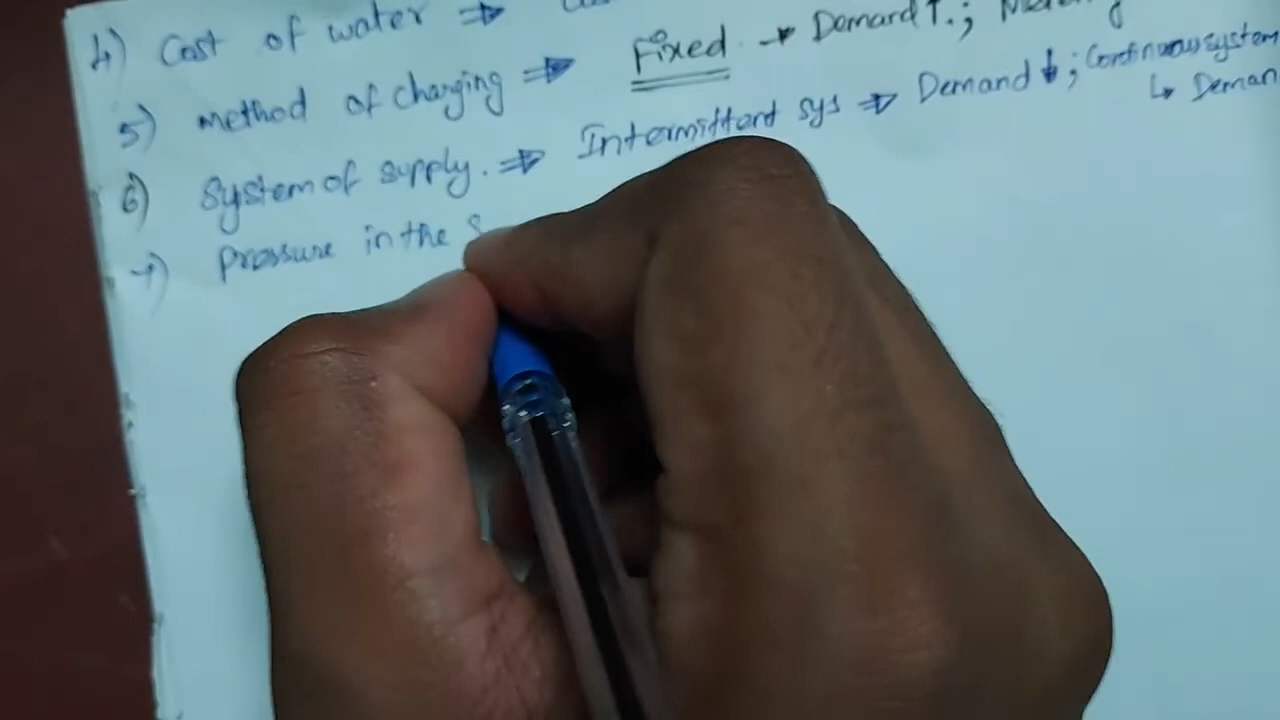 4) Cost of water ⇒
5) method of charging ⇒ Fixed. → Demand ↑. ;
6) System of supply. ⇒ Intermittent sys ⇒ Demand ↓ ; Continuous system
↳ Deman
7) Pressure in the S